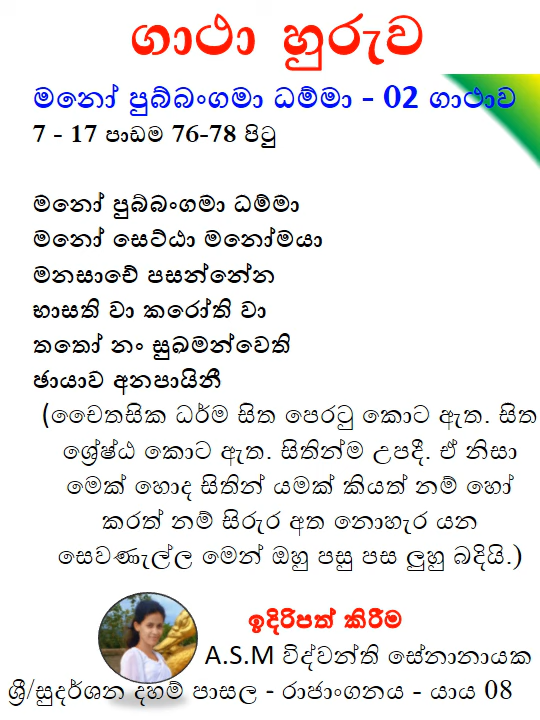 ගාථා හුරුව
මනෝ පුබ්බංගමා ධම්මා - 02 ගාථාව
7 - 17 පාඩම 76-78 පිටු
මනෝ පුබ්බංගමා ධම්මා
මනෝ සෙට්ඨා මනෝමයා
මනසාචේ පසන්නේන
භාසති වා කරෝති වා
තතෝ නං සුඛමන්වෙති
ඡායාව අනපායිනී
(චෛතසික ධර්ම සිත පෙරටු කොට ඇත. සිත
ශ්‍රේෂ්ඨ කොට ඇත. සිතින්ම උපදී. ඒ නිසා
මෙක් හොද සිතින් යමක් කියත් නම් හෝ
කරත් නම් සිරුර අත නොහැර යන
සෙවණැල්ල මෙන් ඔහු පසු පස ලුහු බදියි.)
ඉදිරිපත් කිරීම
A.S.M විද්වන්ති සේනානායක
ශ්‍රී/සුදර්ශන දහම් පාසල - රාජාංගනය - යාය 08